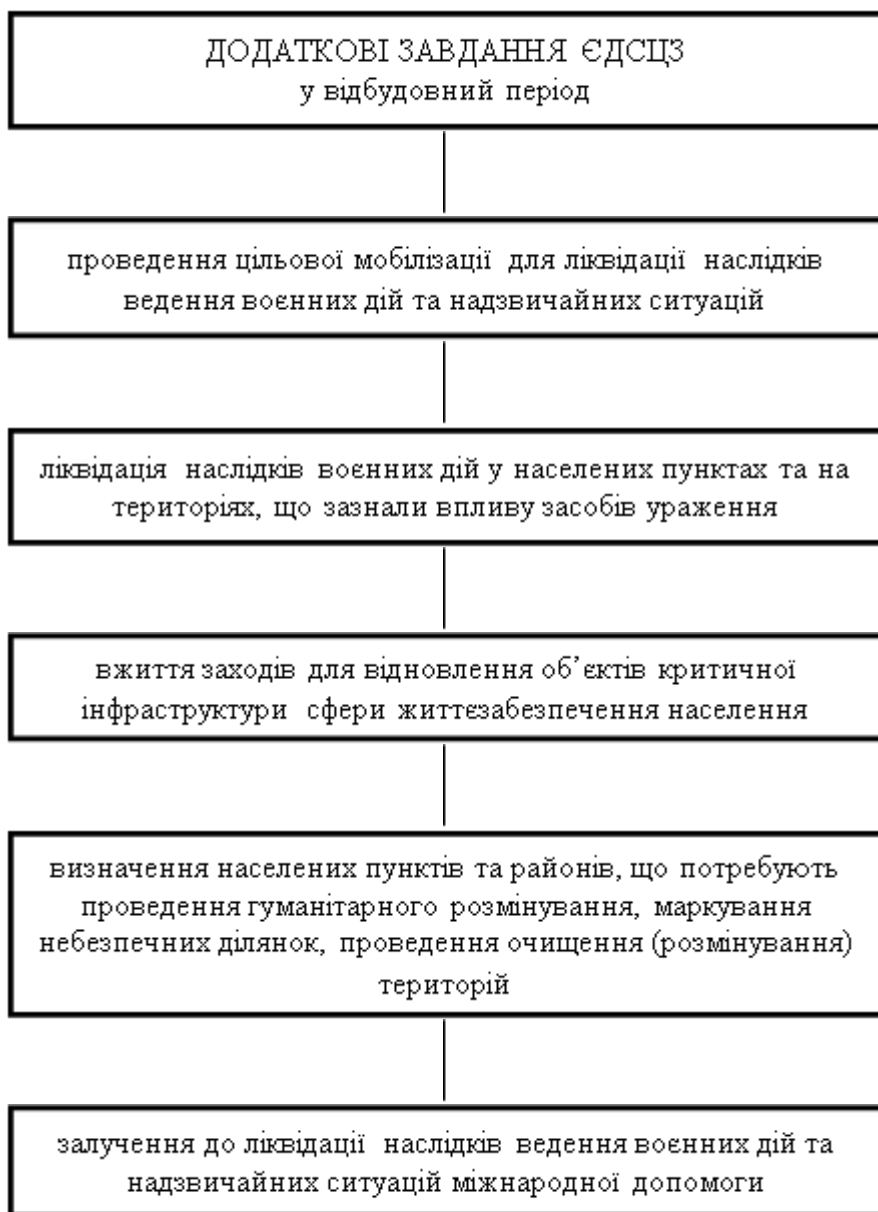 ДОДАТКОВІ ЗАВДАННЯ ЄДСЦЗ
у відбудовний період
проведення цільової мобілізації для ліквідації наслідків
ведення воєнних дій та надзвичайних ситуацій
ліквідація наслідків воєнних дій у населених пунктах та на
територіях, що зазнали впливу засобів ураження
вжиття заходів для відновлення об’єктів критичної
інфраструктури сфери життєзабезпечення населення
визначення населених пунктів та районів, що потребують
проведення гуманітарного розмінування, маркування
небезпечних ділянок, проведення очищення (розмінування)
територій
залучення до ліквідації наслідків ведення воєнних дій та
надзвичайних ситуацій міжнародної допомоги